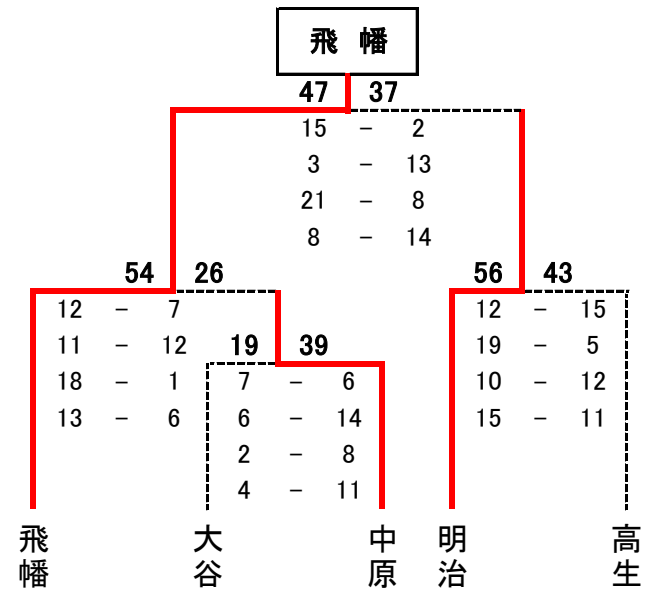 飛 幡
47 37
15 － 2
3 － 13
21 － 8
8 － 14
54 26
12 － 7
11 － 12
18 － 1
13 － 6
56 43
12 － 15
19 － 5
10 － 12
15 － 11
19 39
7 － 6
6 － 14
2 － 8
4 － 11
飛幡
大谷
中原
明治
高生